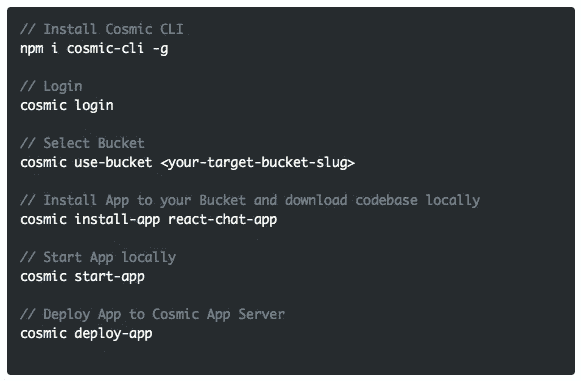 // Install Cosmic CLI
npm i cosmic-cli -g
// Login
cosmic login
// Select Bucket
cosmic use-bucket <your-target-bucket-slug>
// Install App to your Bucket and download codebase locally
cosmic install-app react-chat-app
// Start App locally
cosmic start-app
// Deploy App to Cosmic App Server
cosmic deploy-app